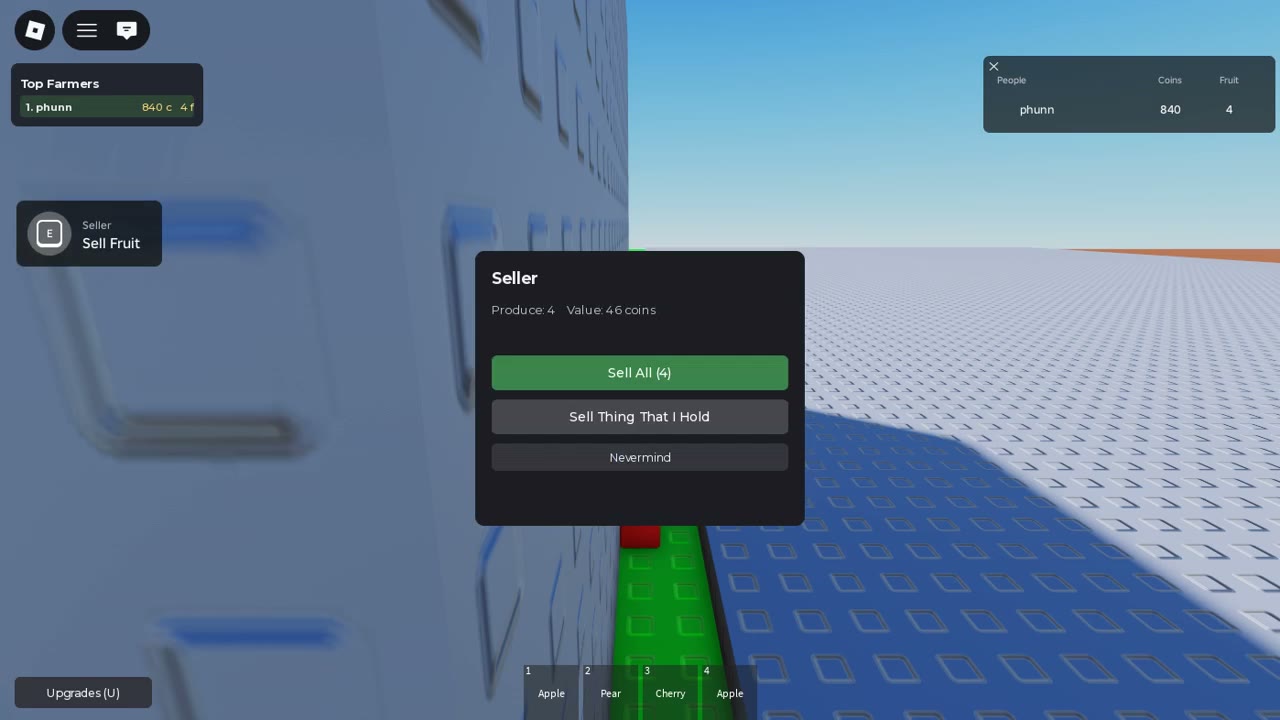 Top Farmers
1. phunn 840 c 4 f
People Coins Fruit
phunn 840 4
E
Seller
Sell Fruit
Seller
Produce: 4 Value: 46 coins
Sell All (4)
Sell Thing That I Hold
Nevermind
Upgrades (U)
1 Apple
2 Pear
3 Cherry
4 Apple